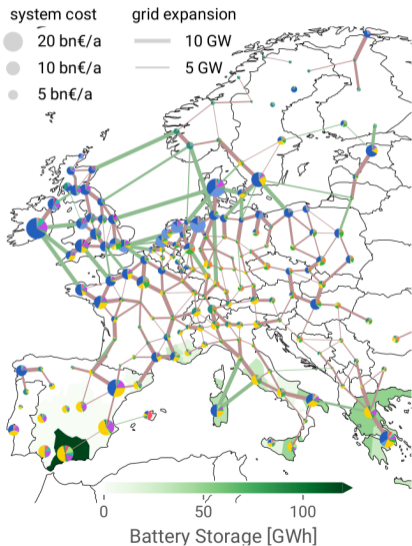 system cost
grid expansion
20 bn€/a
10 GW
10 bn€/a
5 GW
5 bn€/a
0 50 100
Battery Storage [GWh]